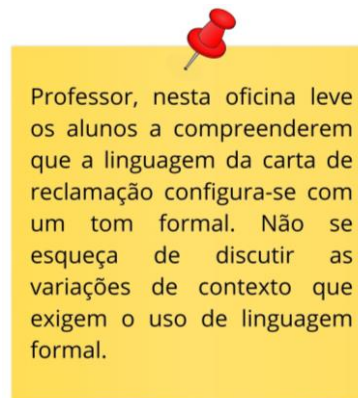 Professor, nesta oficina leve
os alunos a compreenderem
que a linguagem da carta de
reclamação configura-se com
um tom formal. Não se
esqueça de discutir as
variações de contexto que
exigem o uso de linguagem
formal.